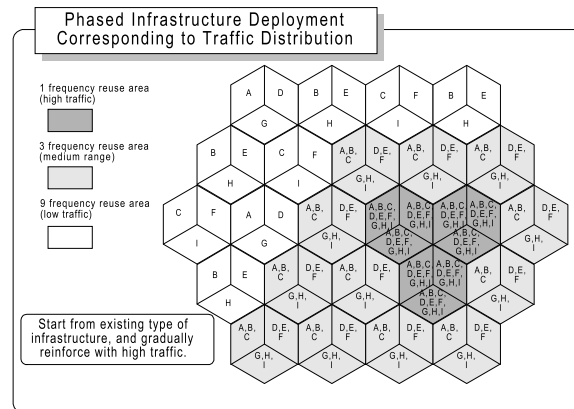 Phased Infrastructure Deployment
Corresponding to Traffic Distribution
1 frequency reuse area
(high traffic)
3 frequency reuse area
(medium range)
9 frequency reuse area
(low traffic)
Start from existing type of
infrastructure, and gradually
reinforce with high traffic.
A D B E C F B E
G H I H
B E C F A,B, D,E, A,B, D,E, A,B, D,E,
C F C F C F
H I G,H, G,H, G,H,
I I I
C F A D A,B, D,E, A,B,C, A,B,C, A,B,C, A,B,C, A,B, D,E,
C F D,E,F, D,E,F, D,E,F, D,E,F, C F
G,H,I G,H,I G,H,I G,H,I
I G G,H, A,B,C, A,B,C, G,H,
I D,E,F, D,E,F, I
G,H,I G,H,I
B E A,B, D,E, A,B, D,E, A,B,C, A,B,C, A,B, D,E,
C F C F D,E,F, D,E,F, C F
G,H,I G,H,I
H G,H, G,H, A,B,C, G,H,
I I D,E,F, I
G,H,I
A,B, D,E, A,B, D,E, A,B, D,E, A,B, D,E,
C F C F C F C F
G,H, G,H, G,H, G,H,
I I I I